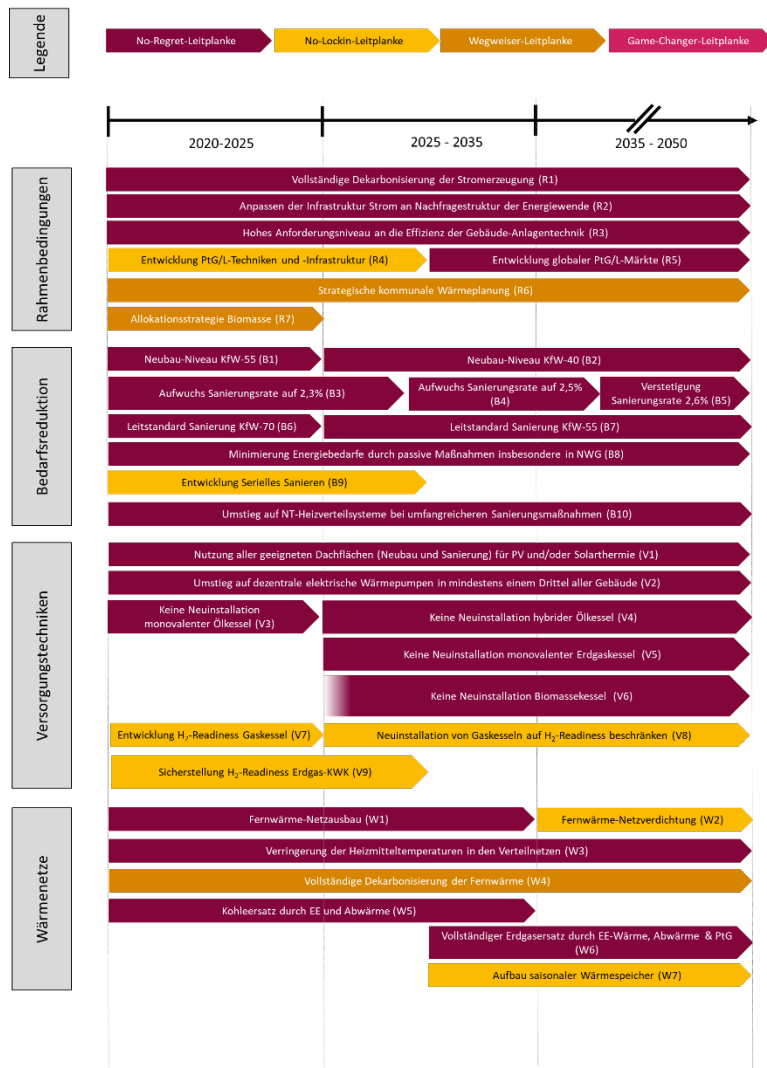 Legende
No-Regret-Leitplanke
No-Lockin-Leitplanke
Wegweiser-Leitplanke
Game-Changer-Leitplanke
2020-2025
2025 - 2035
2035 - 2050
Rahmenbedingungen
Vollständige Dekarbonisierung der Stromerzeugung (R1)
Anpassen der Infrastruktur Strom an Nachfragestruktur der Energiewende (R2)
Hohes Anforderungsniveau an die Effizienz der Gebäude-Anlagentechnik (R3)
Entwicklung PtG/L-Techniken und -Infrastruktur (R4)
Entwicklung globaler PtG/L-Märkte (R5)
Strategische kommunale Wärmeplanung (R6)
Allokationsstrategie Biomasse (R7)
Bedarfsreduktion
Neubau-Niveau KfW-55 (B1)
Neubau-Niveau KfW-40 (B2)
Aufwuchs Sanierungsrate auf 2,3% (B3)
Aufwuchs Sanierungsrate auf 2,5%
(B4)
Verstetigung
Sanierungsrate 2,6% (B5)
Leitstandard Sanierung KfW-70 (B6)
Leitstandard Sanierung KfW-55 (B7)
Minimierung Energiebedarfe durch passive Maßnahmen insbesondere in NWG (B8)
Entwicklung Serielles Sanieren (B9)
Umstieg auf NT-Heizverteilsysteme bei umfangreicheren Sanierungsmaßnahmen (B10)
Versorgungstechniken
Nutzung aller geeigneten Dachflächen (Neubau und Sanierung) für PV und/oder Solarthermie (V1)
Umstieg auf dezentrale elektrische Wärmepumpen in mindestens einem Drittel aller Gebäude (V2)
Keine Neuinstallation
monovalenter Ölkessel (V3)
Keine Neuinstallation hybrider Ölkessel (V4)
Keine Neuinstallation monovalenter Erdgaskessel (V5)
Keine Neuinstallation Biomassekessel (V6)
Entwicklung H₂-Readiness Gaskessel (V7)
Neuinstallation von Gaskesseln auf H₂-Readiness beschränken (V8)
Sicherstellung H₂-Readiness Erdgas-KWK (V9)
Wärmenetze
Fernwärme-Netzausbau (W1)
Fernwärme-Netzverdichtung (W2)
Verringerung der Heizmitteltemperaturen in den Verteilnetzen (W3)
Vollständige Dekarbonisierung der Fernwärme (W4)
Kohleersatz durch EE und Abwärme (W5)
Vollständiger Erdgasersatz durch EE-Wärme, Abwärme & PtG
(W6)
Aufbau saisonaler Wärmespeicher (W7)